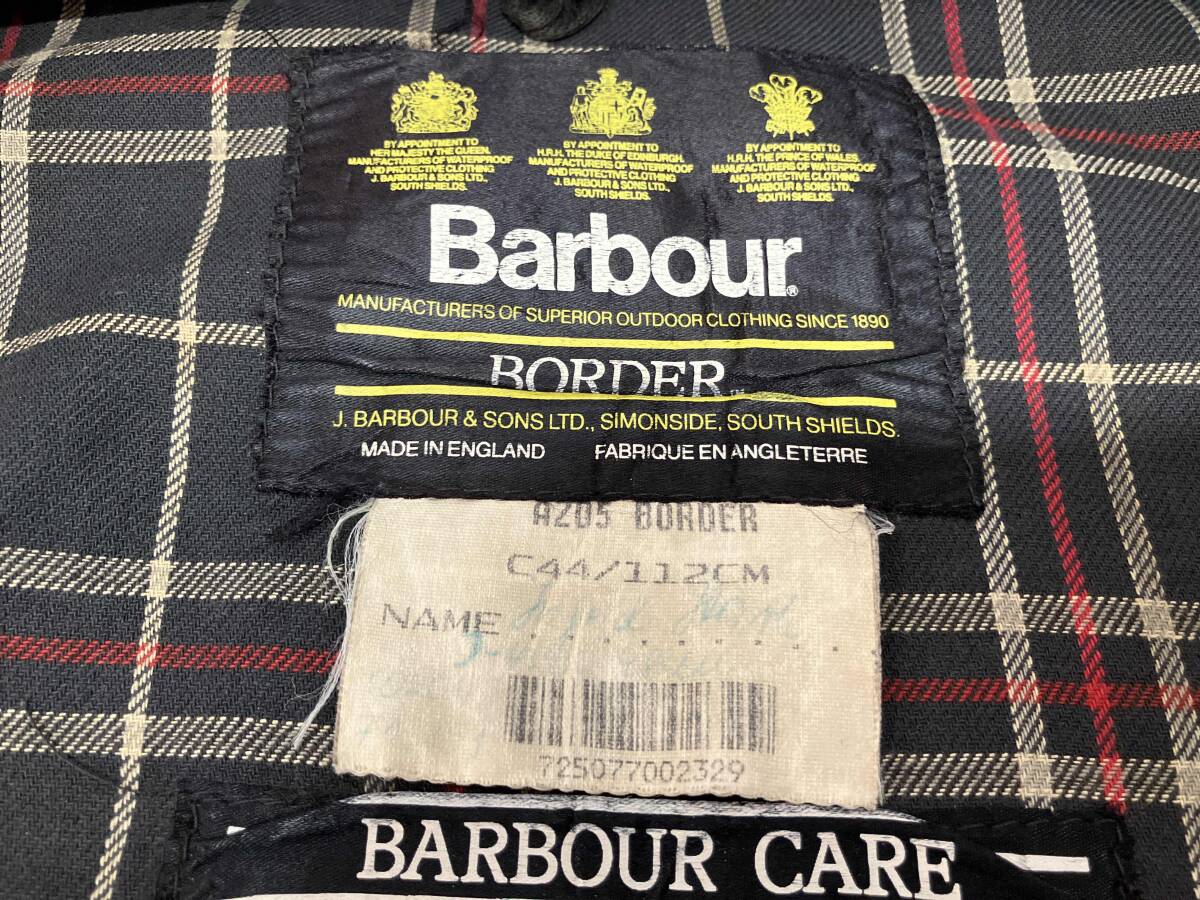 BY APPOINTMENT TO
HER MAJESTY THE QUEEN.
MANUFACTURERS OF WATERPROOF
AND PROTECTIVE CLOTHING
J. BARBOUR & SONS LTD.,
SOUTH SHIELDS.
BY APPOINTMENT TO
H.R.H. THE DUKE OF EDINBURGH.
MANUFACTURERS OF WATERPROOF
AND PROTECTIVE CLOTHING
J. BARBOUR & SONS LTD.,
SOUTH SHIELDS.
BY APPOINTMENT TO
H.R.H. THE PRINCE OF WALES.
MANUFACTURERS OF WATERPROOF
AND PROTECTIVE CLOTHING
J. BARBOUR & SONS LTD.,
SOUTH SHIELDS.
Barbour®
MANUFACTURERS OF SUPERIOR OUTDOOR CLOTHING SINCE 1890
BORDER™
J. BARBOUR & SONS LTD., SIMONSIDE, SOUTH SHIELDS.
MADE IN ENGLAND FABRIQUE EN ANGLETERRE
A205 BORDER
C44/112CM
NAME
725077002329
BARBOUR CARE